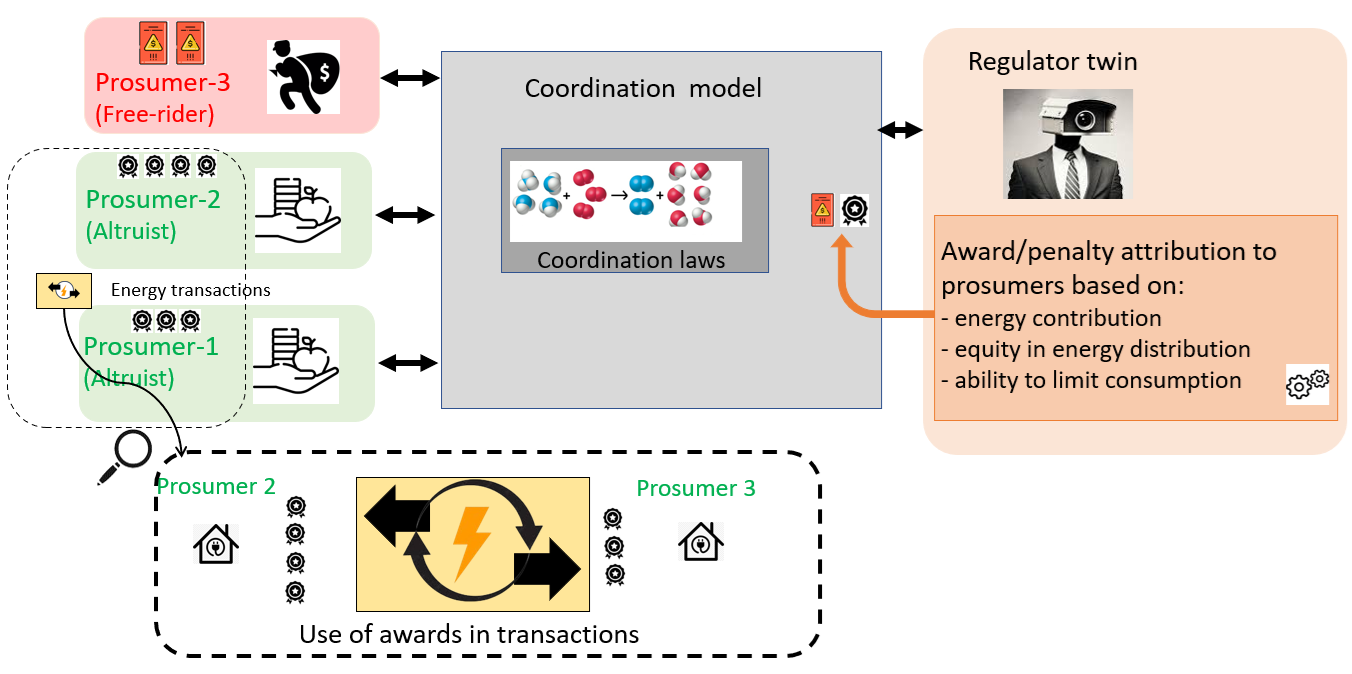 Prosumer-3
(Free-rider)
Prosumer-2
(Altruist)
Energy transactions
Prosumer-1
(Altruist)
Coordination model
Coordination laws
Regulator twin
Award/penalty attribution to
prosumers based on:
- energy contribution
- equity in energy distribution
- ability to limit consumption
Prosumer 2
Prosumer 3
Use of awards in transactions